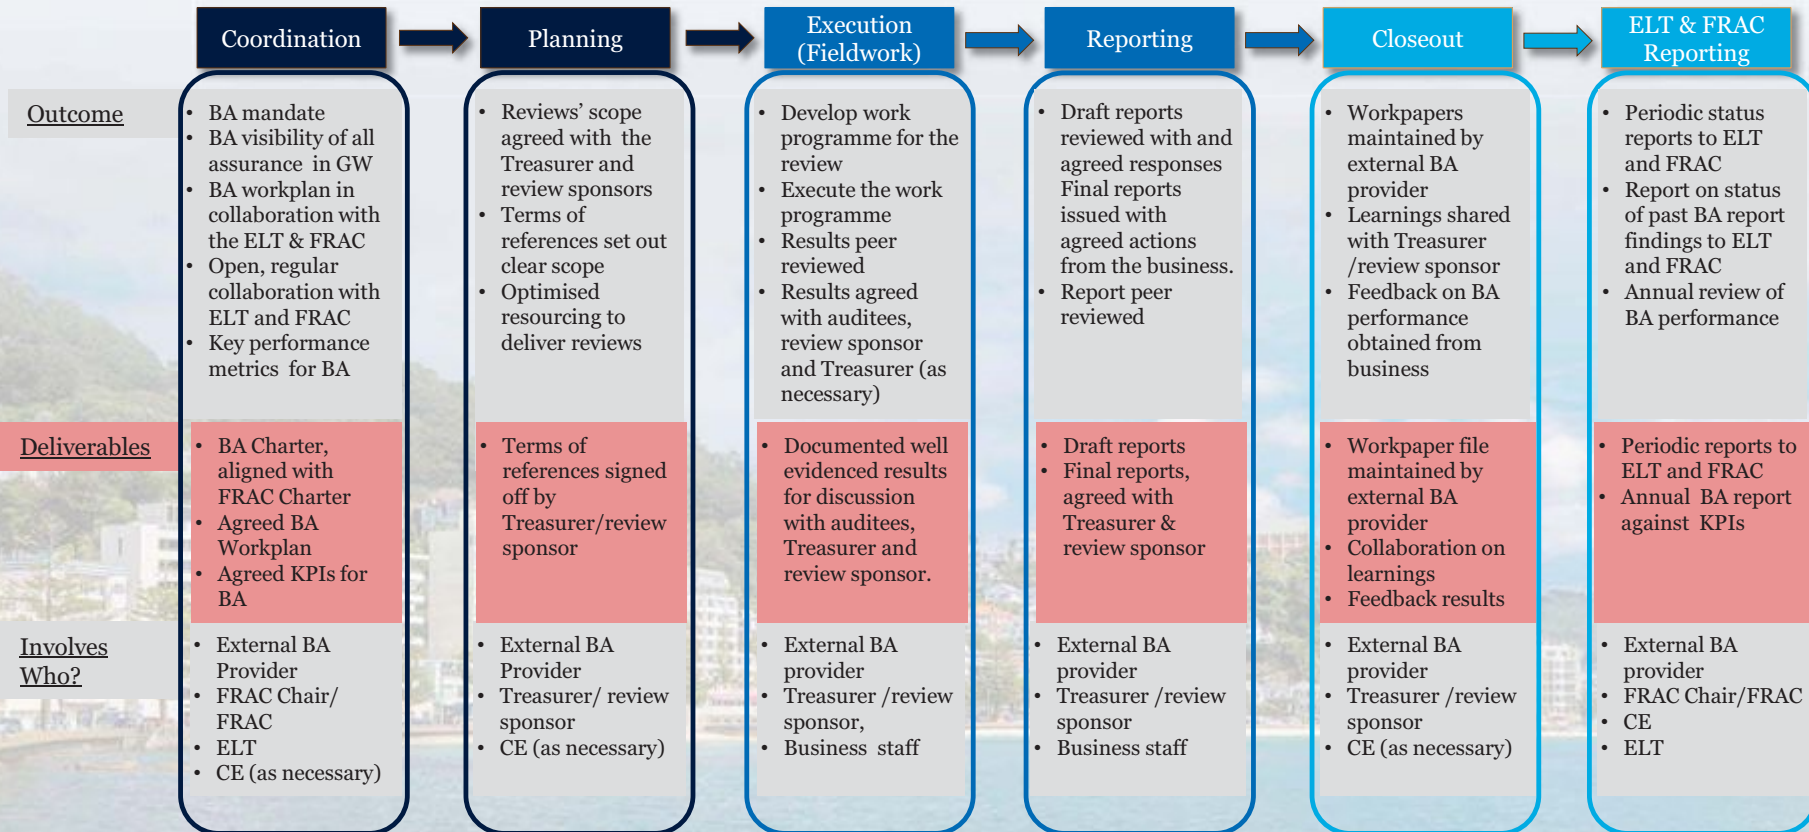 Coordination
Planning
Execution
(Fieldwork)
Reporting
Closeout
ELT & FRAC
Reporting
Outcome
• BA mandate
• BA visibility of all
assurance in GW
• BA workplan in
collaboration with
the ELT & FRAC
• Open, regular
collaboration with
ELT and FRAC
• Key performance
metrics for BA
• Reviews’ scope
agreed with the
Treasurer and
review sponsors
• Terms of
references set out
clear scope
• Optimised
resourcing to
deliver reviews
• Develop work
programme for the
review
• Execute the work
programme
• Results peer
reviewed
• Results agreed
with auditees,
review sponsor
and Treasurer (as
necessary)
• Draft reports
reviewed with and
agreed responses
Final reports
issued with
agreed actions
from the business.
• Report peer
reviewed
• Workpapers
maintained by
external BA
provider
• Learnings shared
with Treasurer
/review sponsor
• Feedback on BA
performance
obtained from
business
• Periodic status
reports to ELT
and FRAC
• Report on status
of past BA report
findings to ELT
and FRAC
• Annual review of
BA performance
Deliverables
• BA Charter,
aligned with
FRAC Charter
• Agreed BA
Workplan
• Agreed KPIs for
BA
• Terms of
references signed
off by
Treasurer/review
sponsor
• Documented well
evidenced results
for discussion
with auditees,
Treasurer and
review sponsor.
• Draft reports
• Final reports,
agreed with
Treasurer &
review sponsor
• Workpaper file
maintained by
external BA
provider
• Collaboration on
learnings
• Feedback results
• Periodic reports to
ELT and FRAC
• Annual BA report
against KPIs
Involves
Who?
• External BA
Provider
• FRAC Chair/
FRAC
• ELT
• CE (as necessary)
• External BA
Provider
• Treasurer/ review
sponsor
• CE (as necessary)
• External BA
provider
• Treasurer /review
sponsor,
• Business staff
• External BA
provider
• Treasurer /review
sponsor
• Business staff
• External BA
provider
• Treasurer /review
sponsor
• CE (as necessary)
• External BA
provider
• FRAC Chair/FRAC
• CE
• ELT